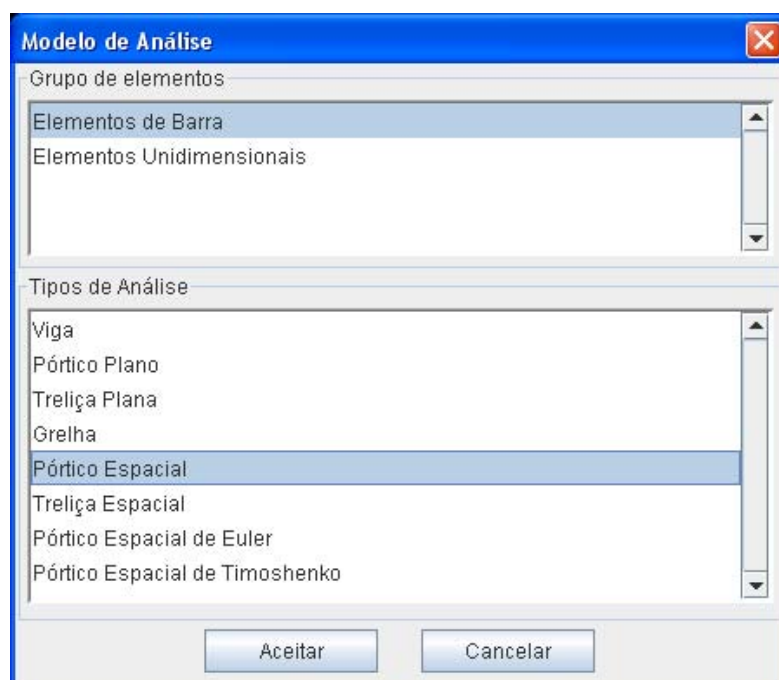 Modelo de Análise
Grupo de elementos
Elementos de Barra
Elementos Unidimensionais
Tipos de Análise
Viga
Pórtico Plano
Treliça Plana
Grelha
Pórtico Espacial
Treliça Espacial
Pórtico Espacial de Euler
Pórtico Espacial de Timoshenko
Aceitar Cancelar